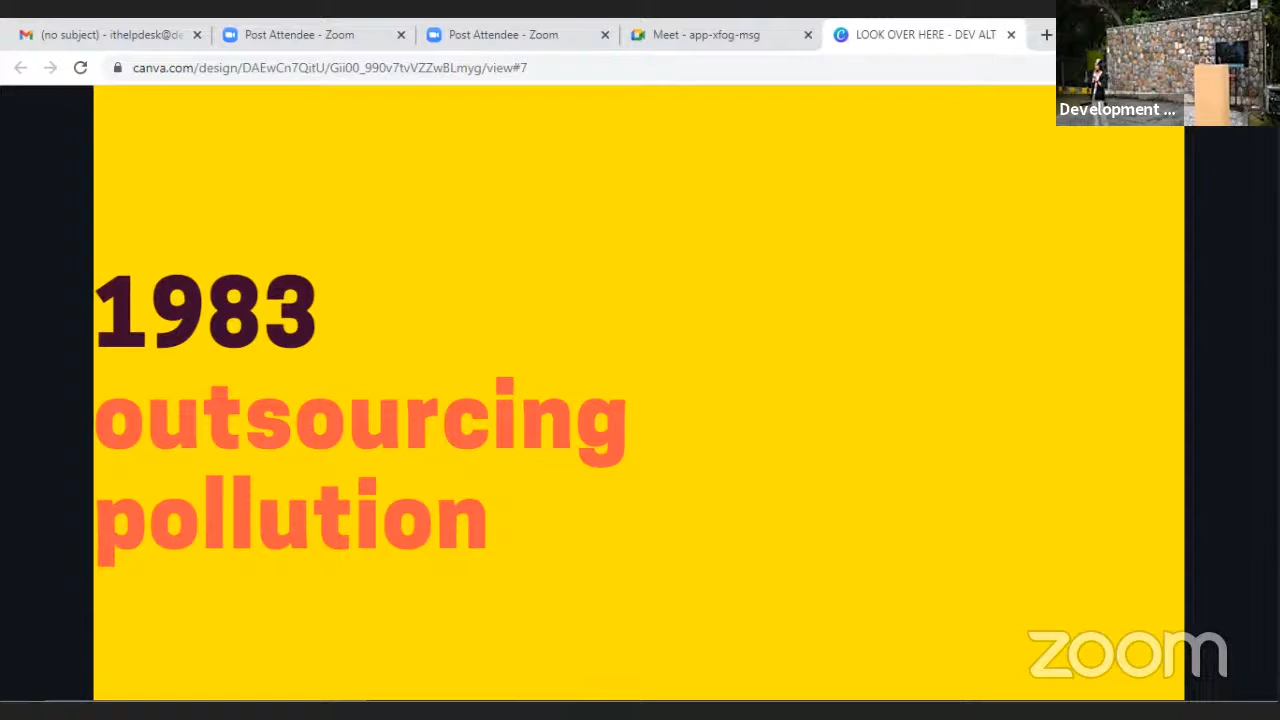 (no subject) - ithelpdesk@de
Post Attendee - Zoom
Post Attendee - Zoom
Meet - app-xfog-msg
LOOK OVER HERE - DEV ALT
canva.com/design/DAEwCn7QitU/Gii00_990v7tvVZZwBLmyg/view#7
Development ...
1983
outsourcing
pollution
zoom